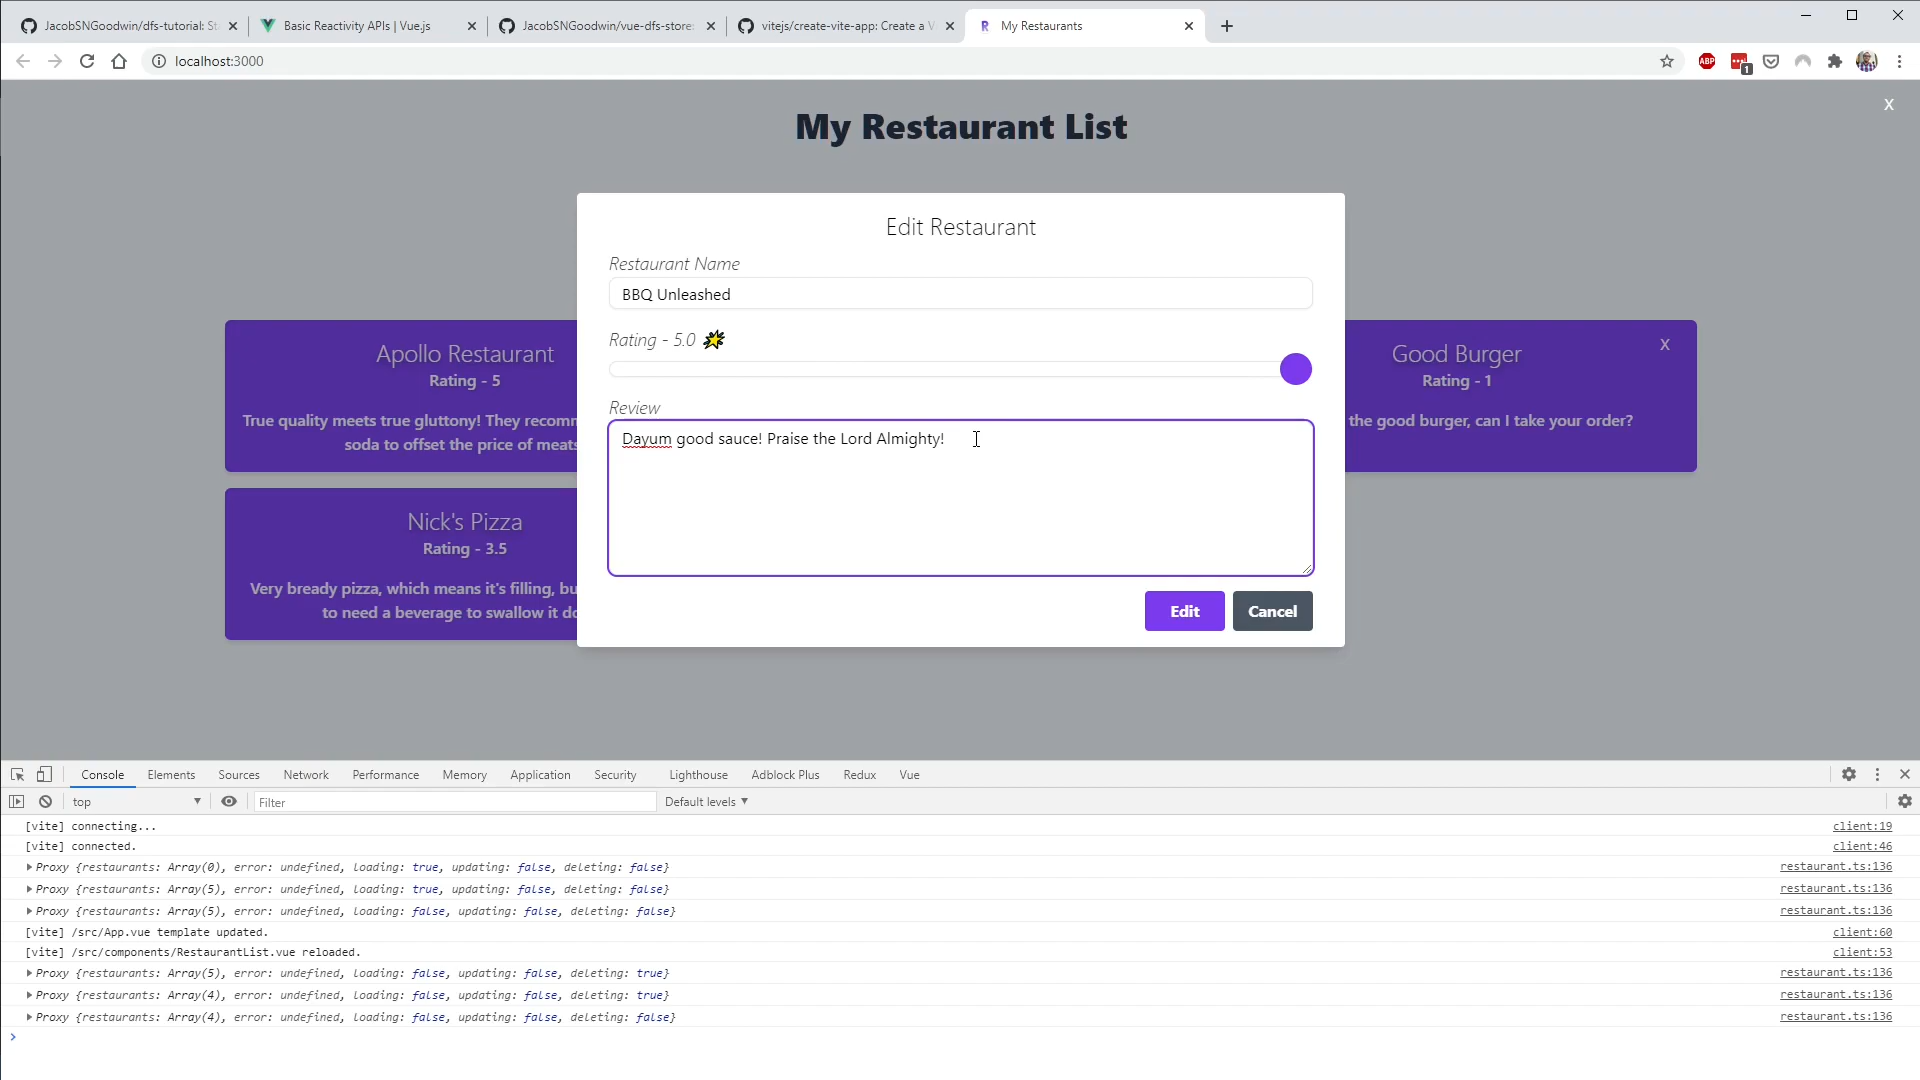 JacobSNGoodwin/dfs-tutorial: St
Basic Reactivity APIs | Vue.js
JacobSNGoodwin/vue-dfs-store:
vitejs/create-vite-app: Create a V
R My Restaurants
localhost:3000
ABP
1
X
My Restaurant List
Edit Restaurant
Restaurant Name
BBQ Unleashed
Rating - 5.0
Review
Dayum good sauce! Praise the Lord Almighty!
Edit Cancel
Apollo Restaurant
Rating - 5
True quality meets true gluttony! They recomm
soda to offset the price of meats
Good Burger X
Rating - 1
the good burger, can I take your order?
Nick's Pizza
Rating - 3.5
Very bready pizza, which means it's filling, bu
to need a beverage to swallow it do
Console Elements Sources Network Performance Memory Application Security Lighthouse Adblock Plus Redux Vue
top Filter Default levels
[vite] connecting... client:19
[vite] connected. client:46
Proxy {restaurants: Array(0), error: undefined, loading: true, updating: false, deleting: false} restaurant.ts:136
Proxy {restaurants: Array(5), error: undefined, loading: true, updating: false, deleting: false} restaurant.ts:136
Proxy {restaurants: Array(5), error: undefined, loading: false, updating: false, deleting: false} restaurant.ts:136
[vite] /src/App.vue template updated. client:60
[vite] /src/components/RestaurantList.vue reloaded. client:53
Proxy {restaurants: Array(5), error: undefined, loading: false, updating: false, deleting: true} restaurant.ts:136
Proxy {restaurants: Array(4), error: undefined, loading: false, updating: false, deleting: true} restaurant.ts:136
Proxy {restaurants: Array(4), error: undefined, loading: false, updating: false, deleting: false} restaurant.ts:136